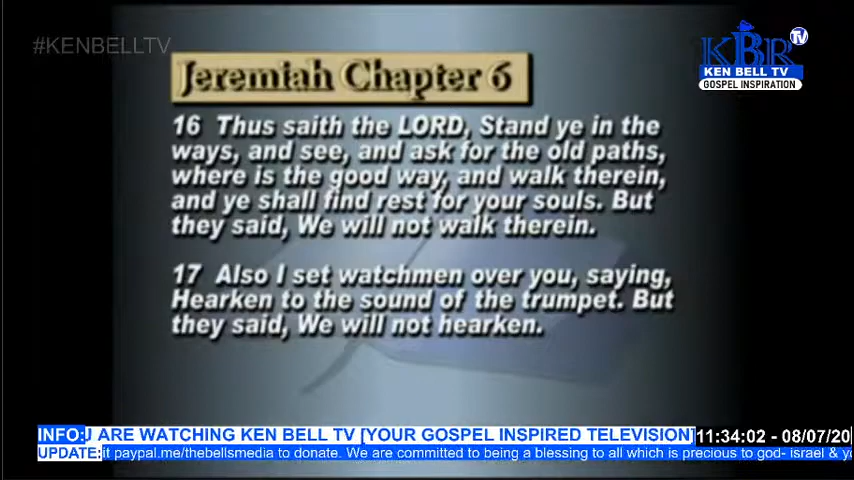 #KENBELLTV
KBR TV
KEN BELL TV
GOSPEL INSPIRATION
Jeremiah Chapter 6
16 Thus saith the LORD, Stand ye in the
ways, and see, and ask for the old paths,
where is the good way, and walk therein,
and ye shall find rest for your souls. But
they said, We will not walk therein.
17 Also I set watchmen over you, saying,
Hearken to the sound of the trumpet. But
they said, We will not hearken.
INFO: J ARE WATCHING KEN BELL TV [YOUR GOSPEL INSPIRED TELEVISION] 11:34:02 - 08/07/20
UPDATE: it paypal.me/thebellsmedia to donate. We are committed to being a blessing to all which is precious to god- israel & y